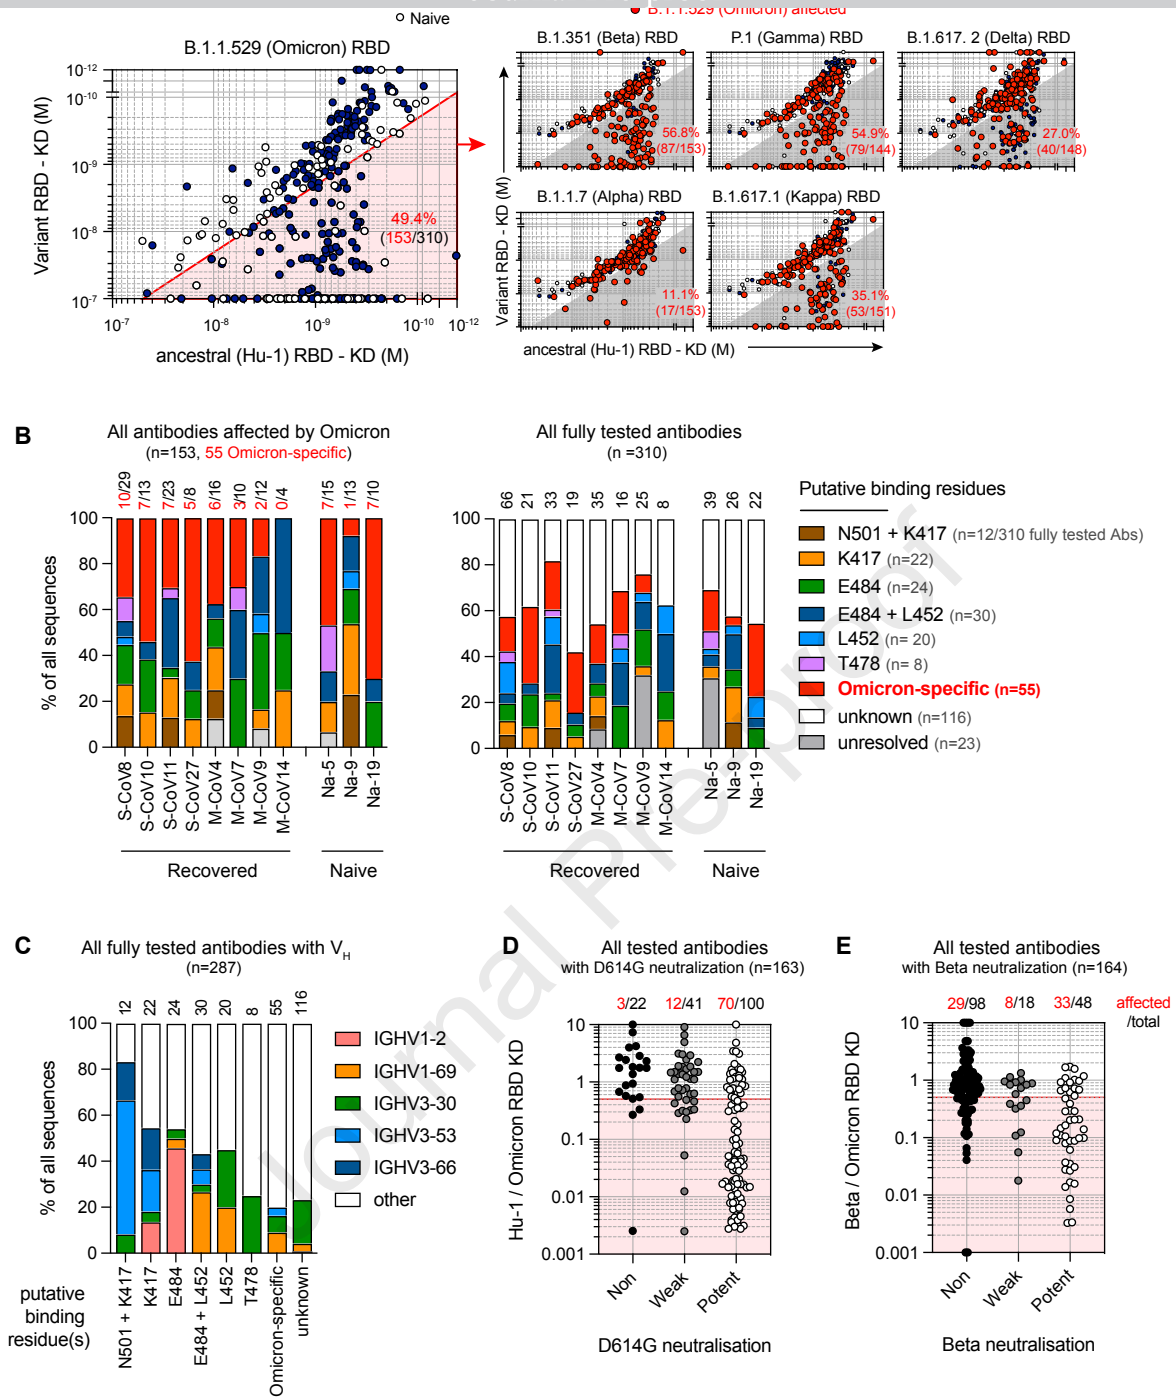 B.1.1.529 (Omicron) affected
Naive
B.1.1.529 (Omicron) RBD
10-12
10-10
10-9
10-8
10-7
Variant RBD - KD (M)
49.4%
(153/310)
10-7
10-8
10-9
10-10
10-12
ancestral (Hu-1) RBD - KD (M)
B.1.351 (Beta) RBD
P.1 (Gamma) RBD
B.1.617. 2 (Delta) RBD
56.8%
(87/153)
54.9%
(79/144)
27.0%
(40/148)
B.1.1.7 (Alpha) RBD
B.1.617.1 (Kappa) RBD
11.1%
(17/153)
35.1%
(53/151)
Variant RBD - KD (M)
ancestral (Hu-1) RBD - KD (M)
B
All antibodies affected by Omicron
(n=153, 55 Omicron-specific)
10/29
7/13
7/23
5/8
6/16
3/10
2/12
0/4
7/15
1/13
7/10
100
80
60
40
20
0
% of all sequences
S-CoV8
S-CoV10
S-CoV11
S-CoV27
M-CoV4
M-CoV7
M-CoV9
M-CoV14
Na-5
Na-9
Na-19
Recovered
Naive
All fully tested antibodies
(n =310)
66
21
33
19
35
16
25
8
39
26
22
100
80
60
40
20
0
S-CoV8
S-CoV10
S-CoV11
S-CoV27
M-CoV4
M-CoV7
M-CoV9
M-CoV14
Na-5
Na-9
Na-19
Recovered
Naive
Putative binding residues
N501 + K417 (n=12/310 fully tested Abs)
K417 (n=22)
E484 (n=24)
E484 + L452 (n=30)
L452 (n= 20)
T478 (n= 8)
Omicron-specific (n=55)
unknown (n=116)
unresolved (n=23)
Journal Pre-proof
C
All fully tested antibodies with VH
(n=287)
12
22
24
30
20
8
55
116
100
80
60
40
20
0
% of all sequences
N501 + K417
K417
E484
E484 + L452
L452
T478
Omicron-specific
unknown
putative
binding
residue(s)
IGHV1-2
IGHV1-69
IGHV3-30
IGHV3-53
IGHV3-66
other
D
All tested antibodies
with D614G neutralization (n=163)
3/22
12/41
70/100
10
1
0.1
0.01
0.001
Hu-1 / Omicron RBD KD
Non
Weak
Potent
D614G neutralisation
E
All tested antibodies
with Beta neutralization (n=164)
29/98
8/18
33/48
affected
/total
10
1
0.1
0.01
0.001
Beta / Omicron RBD KD
Non
Weak
Potent
Beta neutralisation